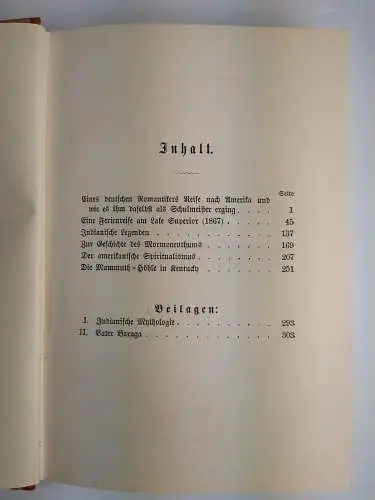 Inhalt.
Seite
Eines deutschen Romantikers Reise nach Amerika und
wie es ihm daselbst als Schulmeister erging . . . . 1
Eine Ferienreise am Lake Superior (1867) . . . . 45
Indianische Legenden . . . . . . . . . . . 137
Zur Geschichte des Mormonenthums . . . . . . 169
Der amerikanische Spiritualismus . . . . . . . 207
Die Mammuth-Höhle in Kentucky . . . . . . . 251
Beilagen:
I. Indianische Mythologie . . . . . . . . . . 293
II. Vater Baraga . . . . . . . . . . . . . 303